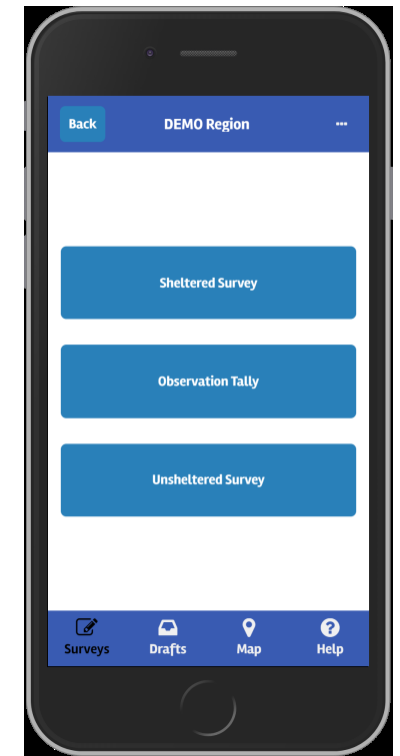 Back
DEMO Region
...
Sheltered Survey
Observation Tally
Unsheltered Survey
Surveys
Drafts
Map
Help